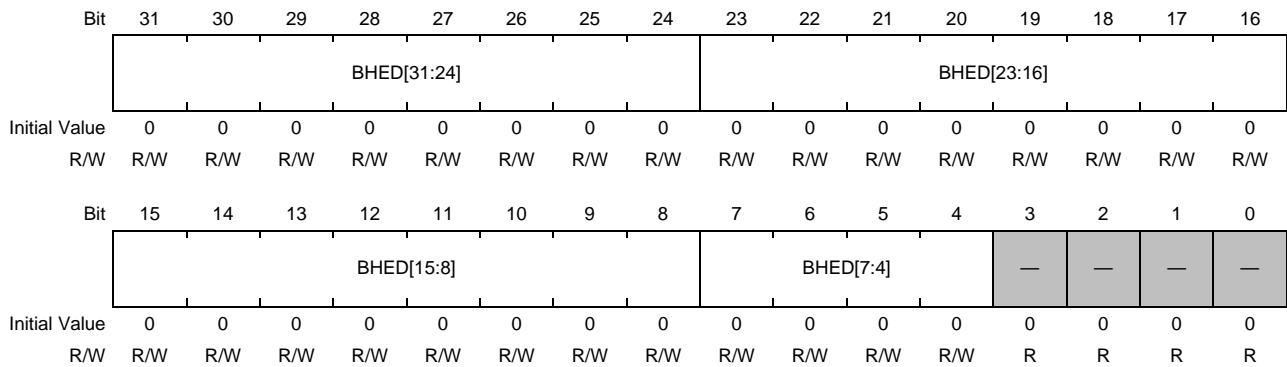 Bit 31 30 29 28 27 26 25 24 23 22 21 20 19 18 17 16
BHED[31:24] BHED[23:16]
Initial Value 0 0 0 0 0 0 0 0 0 0 0 0 0 0 0 0
R/W R/W R/W R/W R/W R/W R/W R/W R/W R/W R/W R/W R/W R/W R/W R/W R/W
Bit 15 14 13 12 11 10 9 8 7 6 5 4 3 2 1 0
BHED[15:8] BHED[7:4] — — — —
Initial Value 0 0 0 0 0 0 0 0 0 0 0 0 0 0 0 0
R/W R/W R/W R/W R/W R/W R/W R/W R/W R/W R/W R/W R/W R R R R